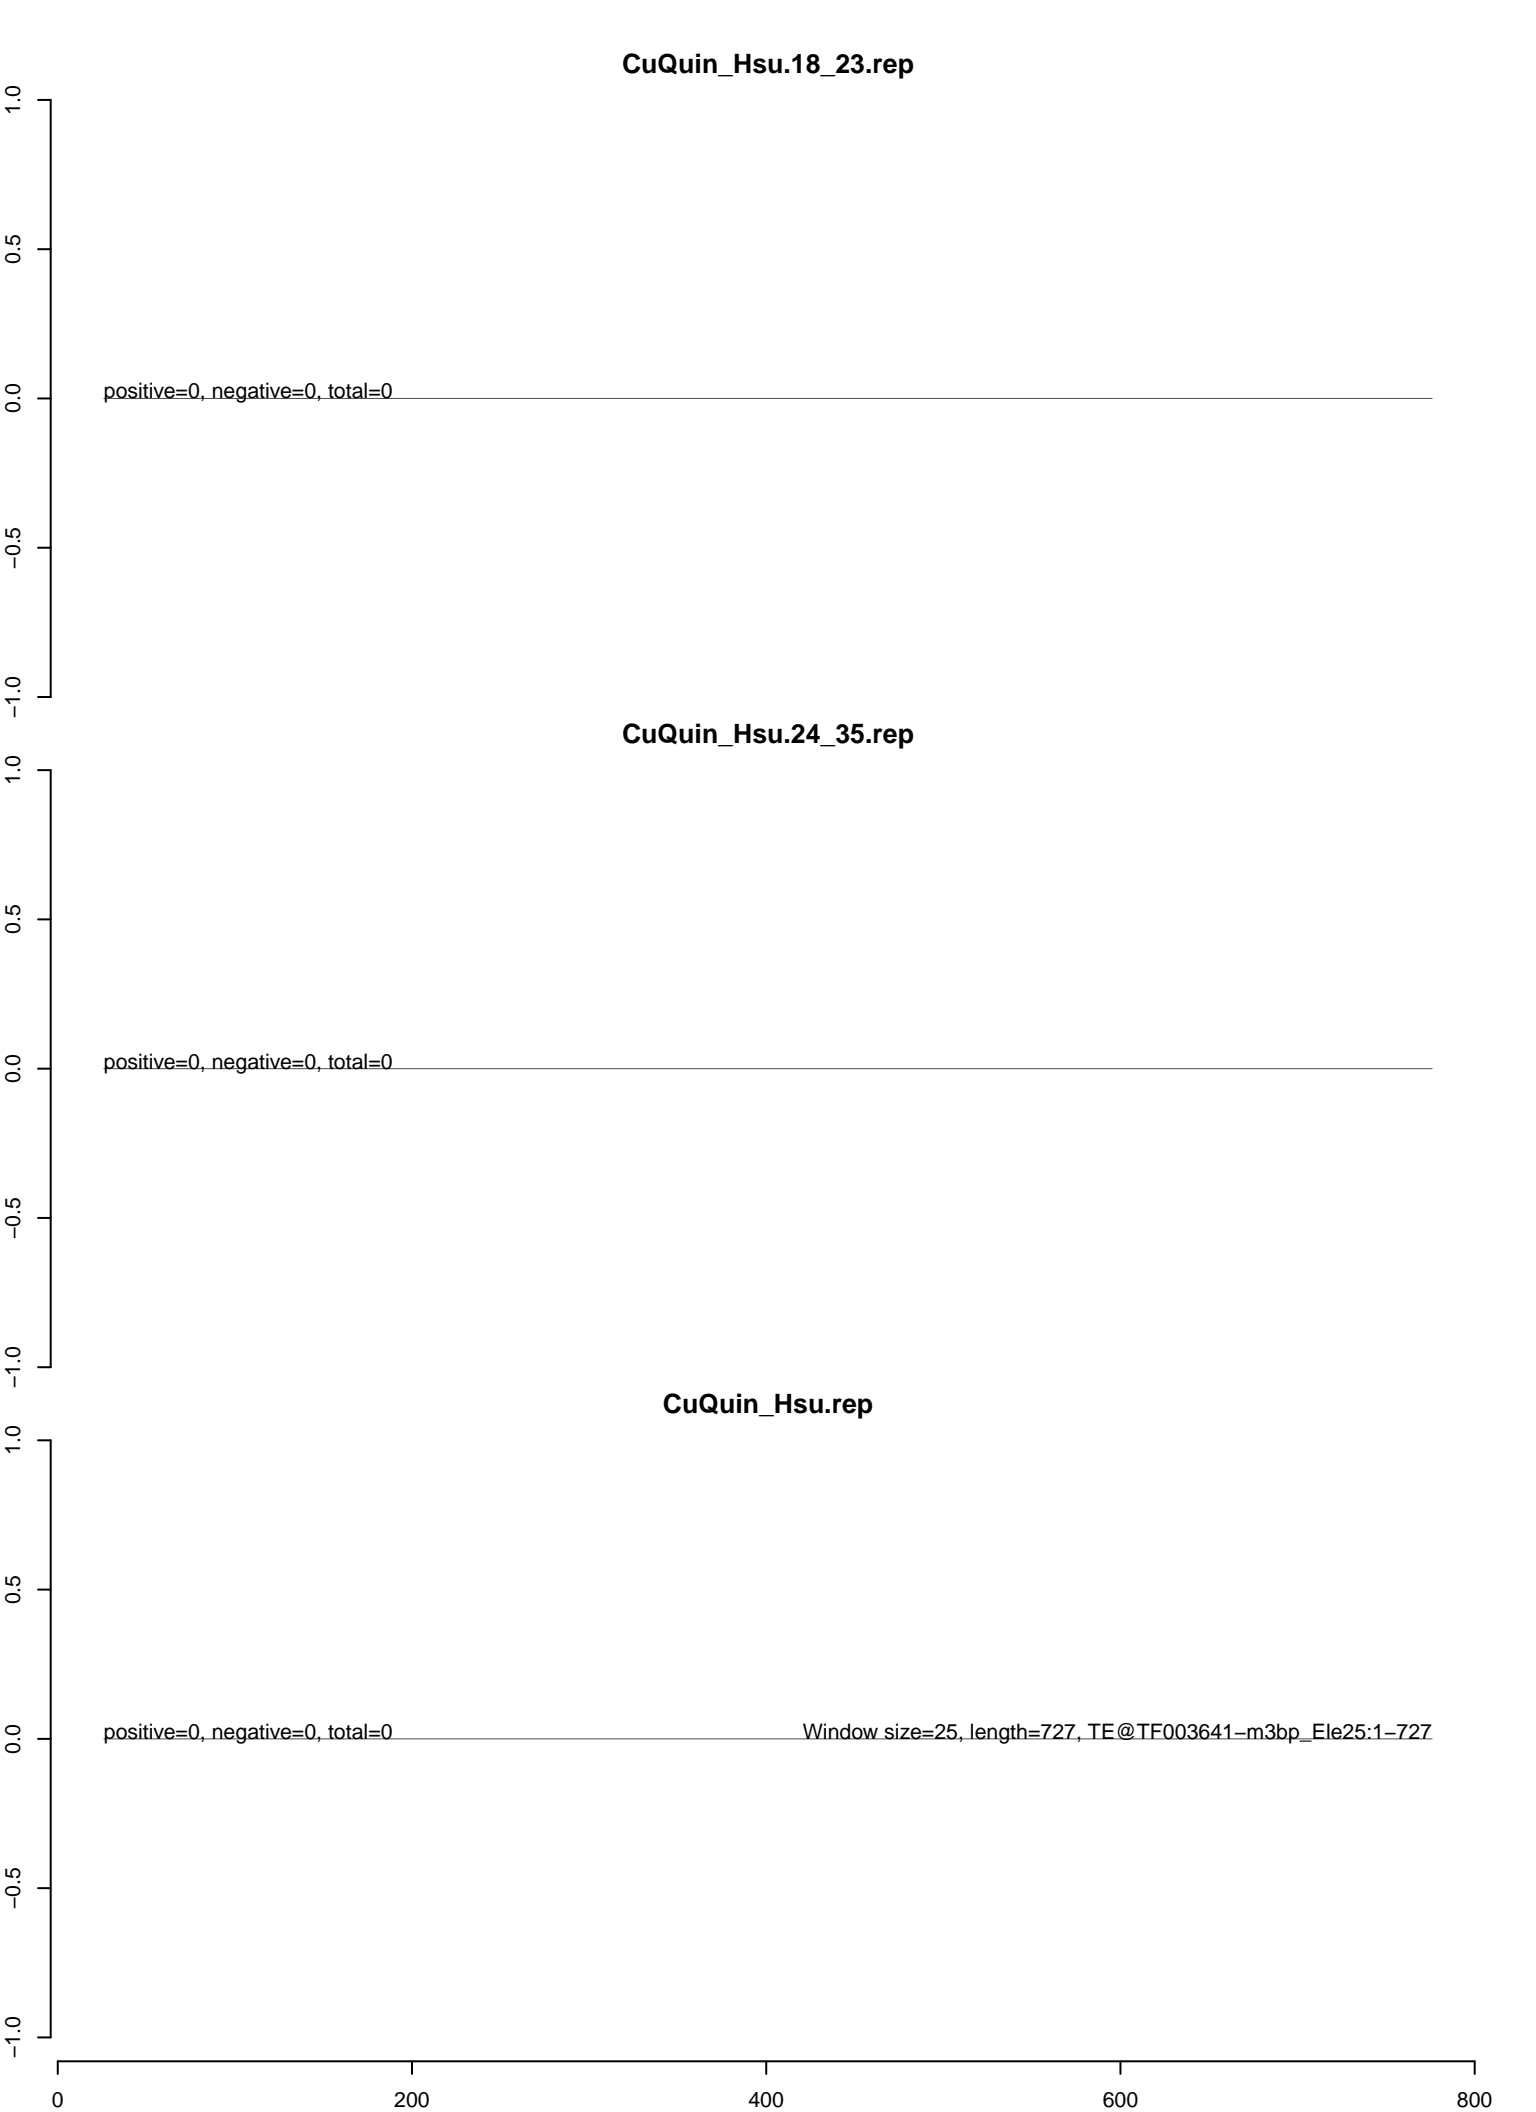 CuQuin_Hsu.18_23.rep
1.0
0.5
0.0
−0.5
−1.0
positive=0, negative=0, total=0
CuQuin_Hsu.24_35.rep
1.0
0.5
0.0
−0.5
−1.0
positive=0, negative=0, total=0
CuQuin_Hsu.rep
1.0
0.5
0.0
−0.5
−1.0
positive=0, negative=0, total=0
Window size=25, length=727, TE@TF003641−m3bp_Ele25:1−727
0 200 400 600 800